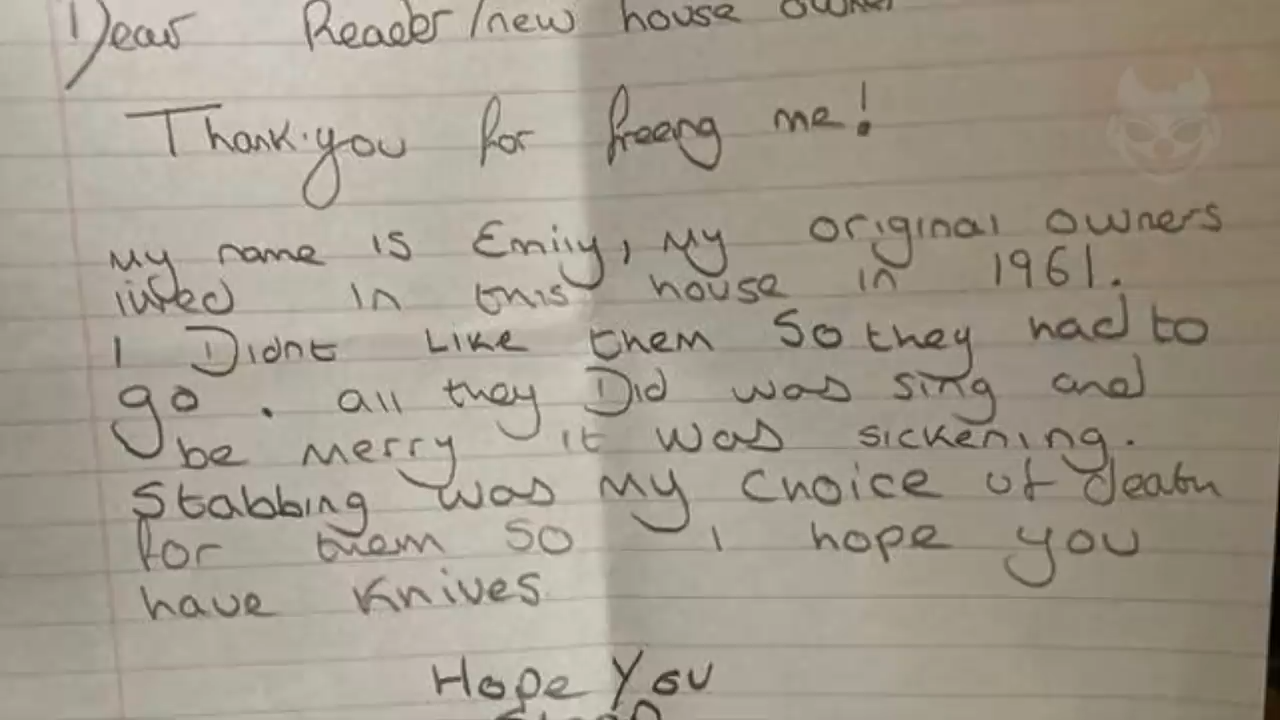 Dear Reader/new house owner
Thank.you for freeng me!
My name is Emily, My original owners
lived in this house in 1961.
I Didnt Like them So they had to
go. all they Did was sing and
be merry it was sickening.
Stabbing was my choice of death
for them so I hope you
have knives
Hope You